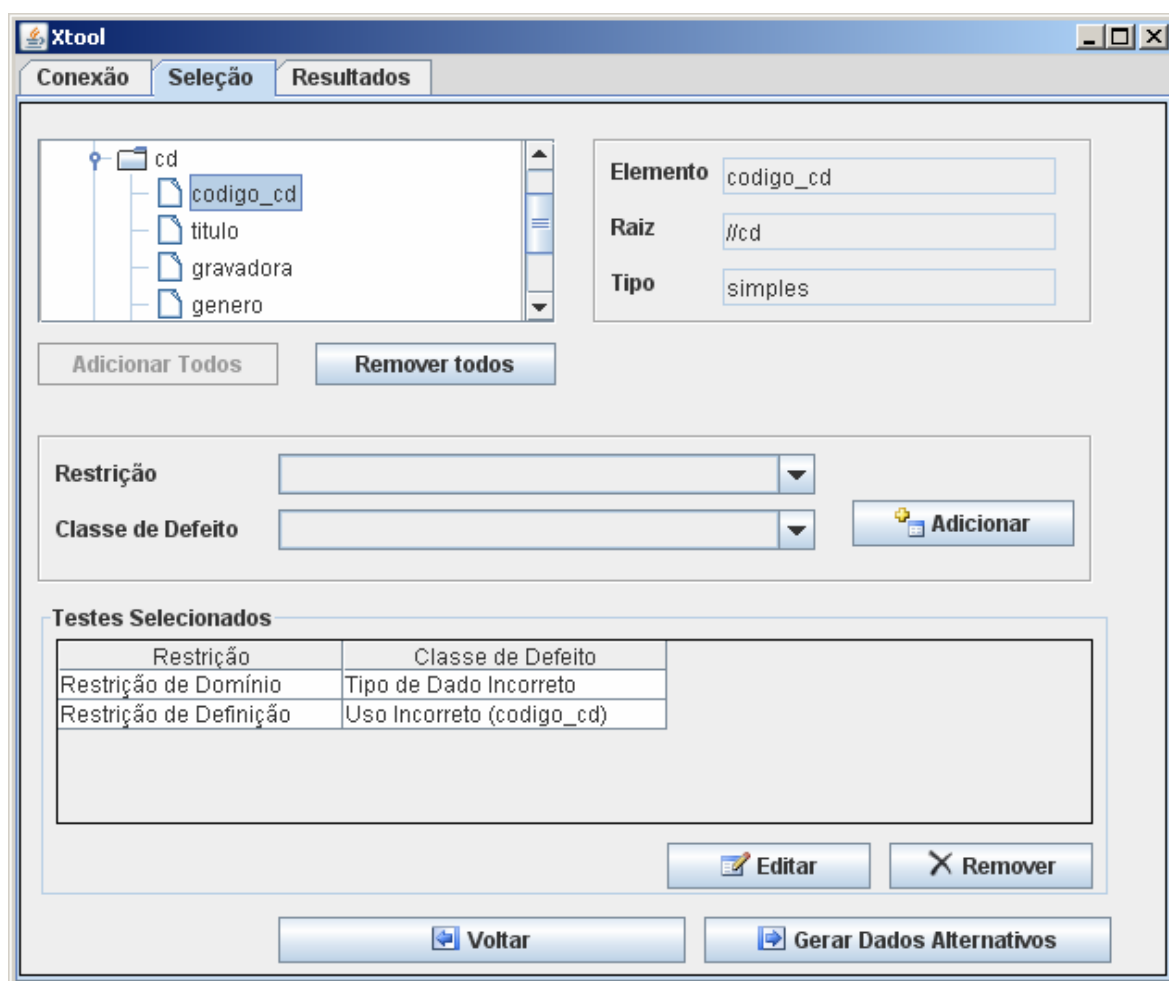 Xtool
Conexão Seleção Resultados
cd
codigo_cd
titulo
gravadora
genero
Elemento codigo_cd
Raiz //cd
Tipo simples
Adicionar Todos Remover todos
Restrição
Classe de Defeito
Adicionar
Testes Selecionados
Restrição Classe de Defeito
Restrição de Domínio Tipo de Dado Incorreto
Restrição de Definição Uso Incorreto (codigo_cd)
Editar Remover
Voltar Gerar Dados Alternativos